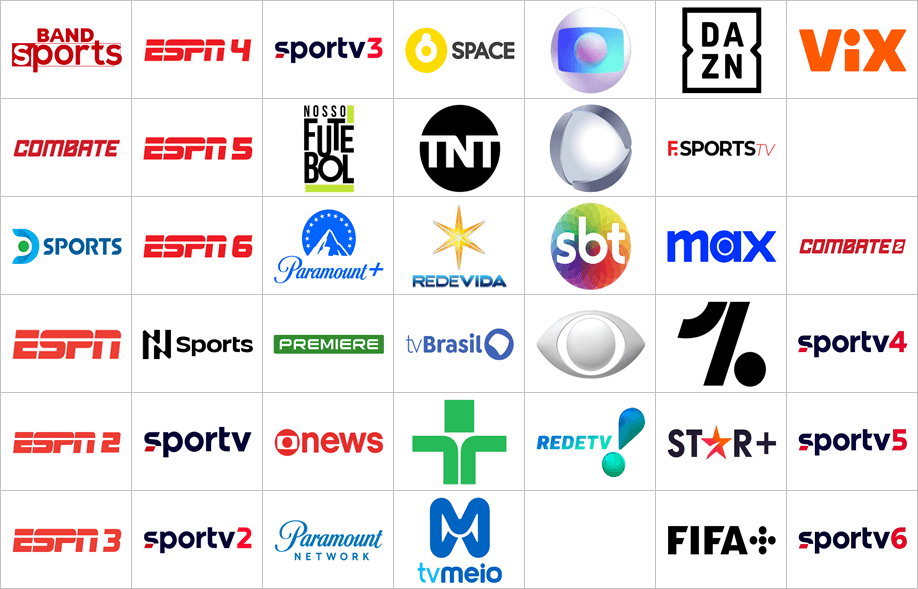 BAND
sports
ESPN 4
sportv3
SPACE
DA
ZN
ViX
COMBATE
ESPN 5
NOSSO
FUTE
BOL
TNT
F.SPORTSTV
D SPORTS
ESPN 6
Paramount+
REDEVIDA
sbt
max
COMBATE 2
ESPN
N Sports
PREMIERE
tvBrasil
sportv4
ESPN 2
sportv
news
REDETV!
STAR+
sportv5
ESPN 3
sportv2
Paramount
NETWORK
tvmeio
FIFA+
sportv6